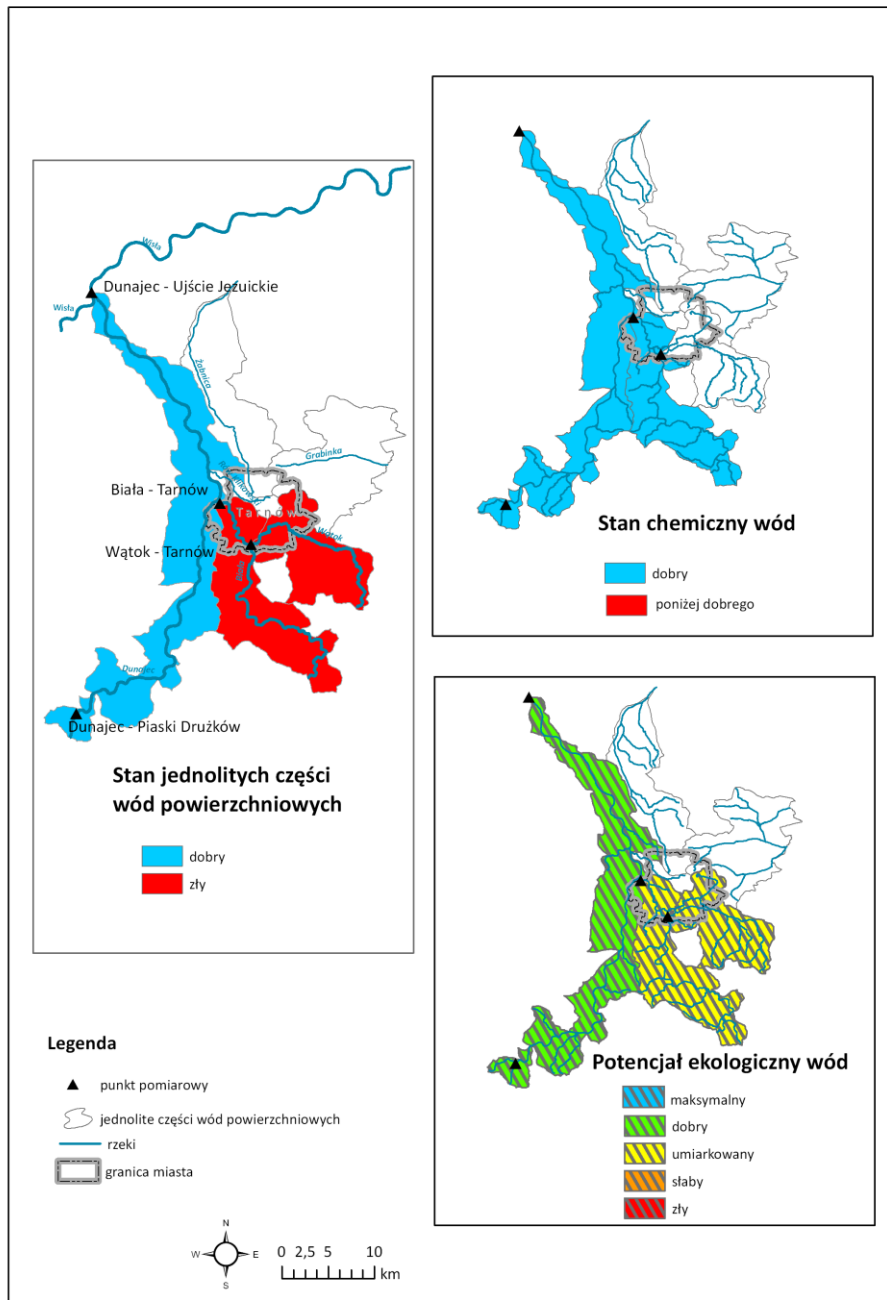 Wisła
Wisła
Dunajec - Ujście Jezuickie
Żabnica
Grabinka
Biała - Tarnów
Tarnów
Wątok
Wątok - Tarnów
Biała
Dunajec
Dunajec - Piaski Drużków
Stan jednolitych części
wód powierzchniowych
dobry
zły
Stan chemiczny wód
dobry
poniżej dobrego
Potencjał ekologiczny wód
maksymalny
dobry
umiarkowany
słaby
zły
Legenda
punkt pomiarowy
jednolite części wód powierzchniowych
rzeki
granica miasta
N
W E
S
0 2,5 5 10
km